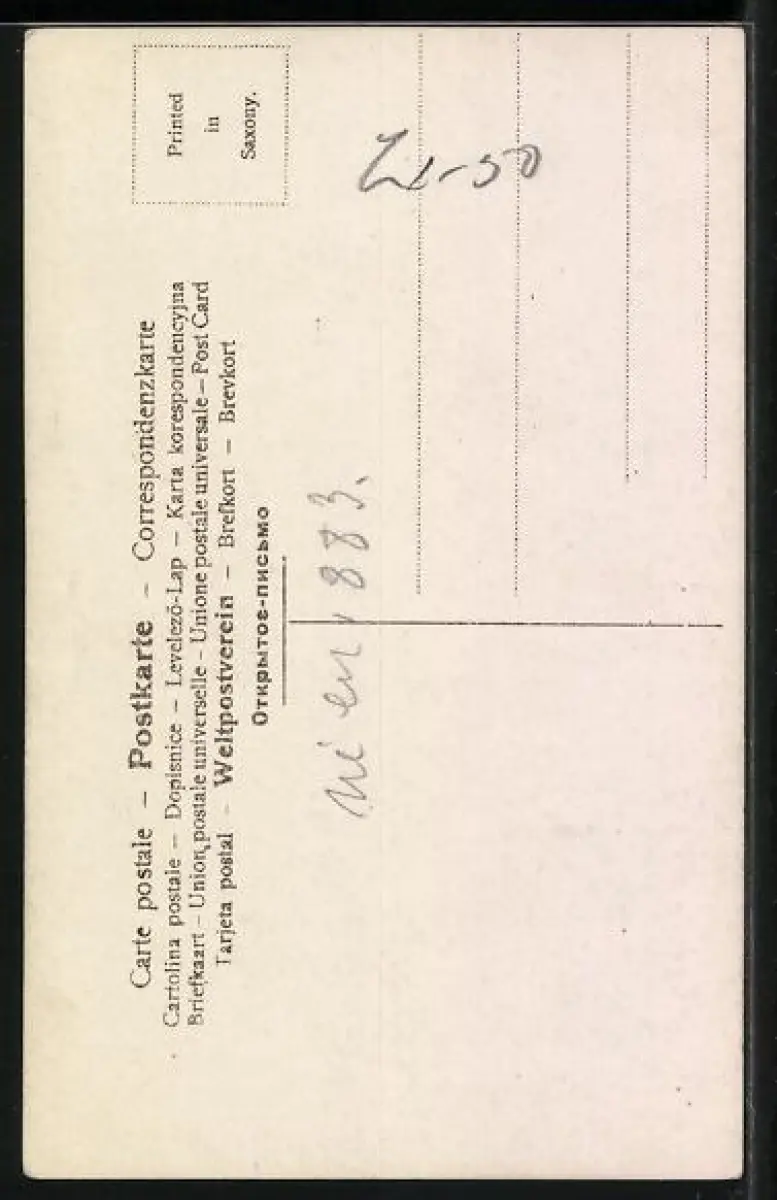 Carte postale – Postkarte – Correspondenzkarte
Cartolina postale – Dopisnice – Levelező-Lap – Karta korespondencyjna
Briefkaart – Union postale universelle – Unione postale universale – Post Card
Tarjeta postal – Weltpostverein – Brefkort – Brevkort
Открытое-письмо
Printed
in
Saxony.
1883.